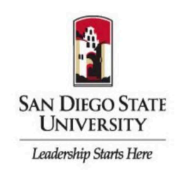 SAN DIEGO STATE
UNIVERSITY
Leadership Starts Here